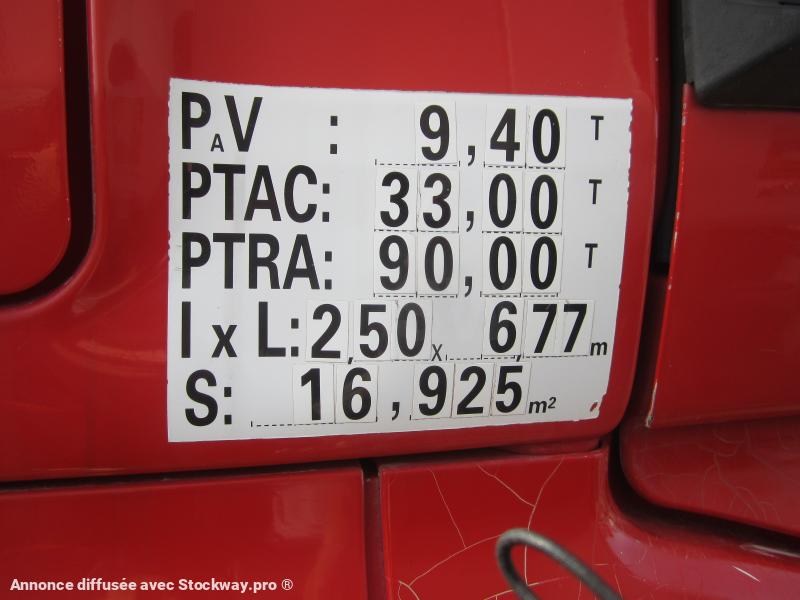 PAV : 9,40 T
PTAC: 33,00 T
PTRA: 90,00 T
l x L: 2,50 x 6,77 m
S: 16,925 m²
Annonce diffusée avec Stockway.pro ®